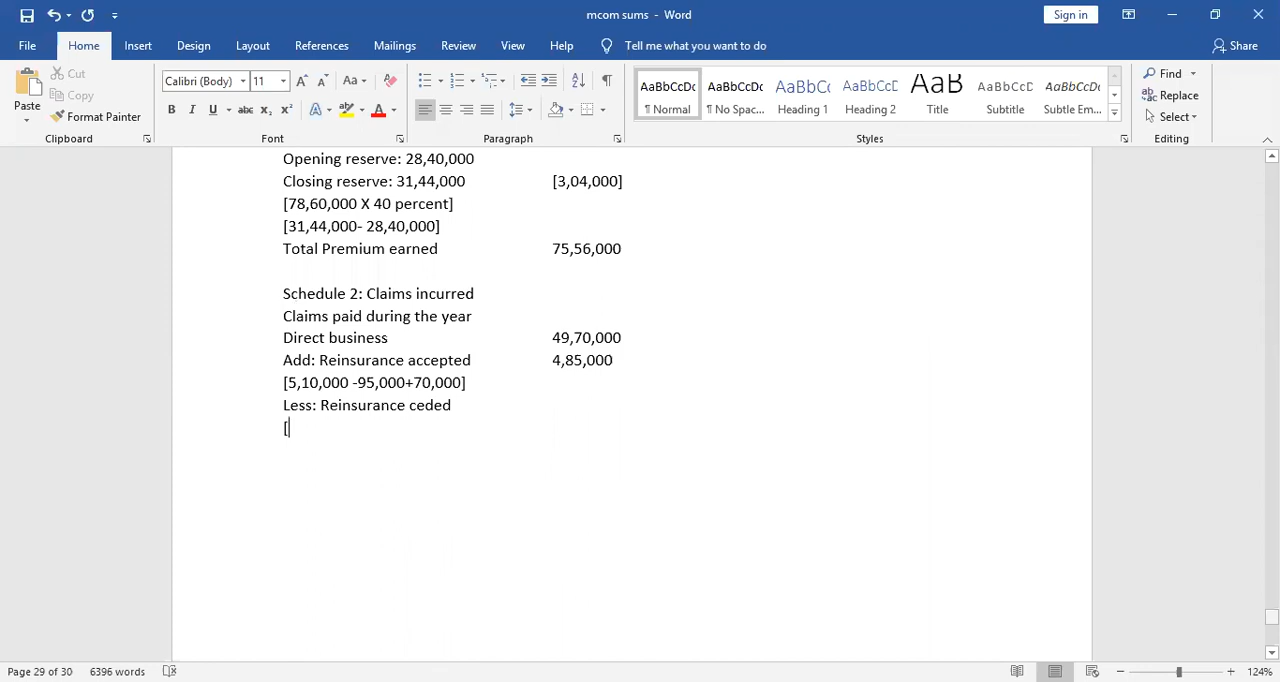 mcom sums - Word
Sign in
File Home Insert Design Layout References Mailings Review View Help Tell me what you want to do Share
Paste
Cut
Copy
Format Painter
Clipboard
Calibri (Body) 11
Font
Paragraph
AaBbCcDc AaBbCcDc AaBbCc AaBbCcC AaB AaBbCcC AaBbCcDc
¶ Normal ¶ No Spac... Heading 1 Heading 2 Title Subtitle Subtle Em...
Styles
Find
Replace
Select
Editing
Opening reserve: 28,40,000
Closing reserve: 31,44,000 [3,04,000]
[78,60,000 X 40 percent]
[31,44,000- 28,40,000]
Total Premium earned 75,56,000
Schedule 2: Claims incurred
Claims paid during the year
Direct business 49,70,000
Add: Reinsurance accepted 4,85,000
[5,10,000 -95,000+70,000]
Less: Reinsurance ceded
[
Page 29 of 30 6396 words 124%